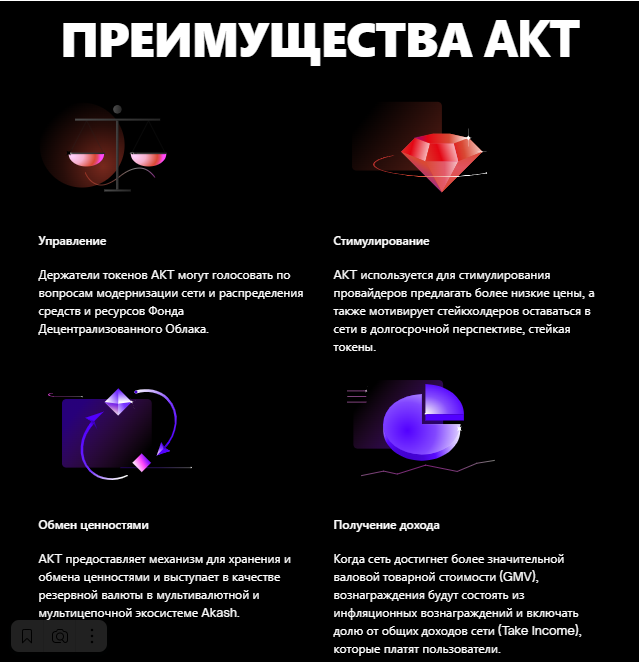 ПРЕИМУЩЕСТВА АКТ
Управление
Держатели токенов АКТ могут голосовать по
вопросам модернизации сети и распределения
средств и ресурсов Фонда
Децентрализованного Облака.
Стимулирование
АКТ используется для стимулирования
провайдеров предлагать более низкие цены, а
также мотивирует стейкхолдеров оставаться в
сети в долгосрочной перспективе, стейкая
токены.
Обмен ценностями
АКТ предоставляет механизм для хранения и
обмена ценностями и выступает в качестве
резервной валюты в мультивалютной и
мультицепочной экосистеме Akash.
Получение дохода
Когда сеть достигнет более значительной
валовой товарной стоимости (GMV),
вознаграждения будут состоять из
инфляционных вознаграждений и включать
долю от общих доходов сети (Take Income),
которые платят пользователи.